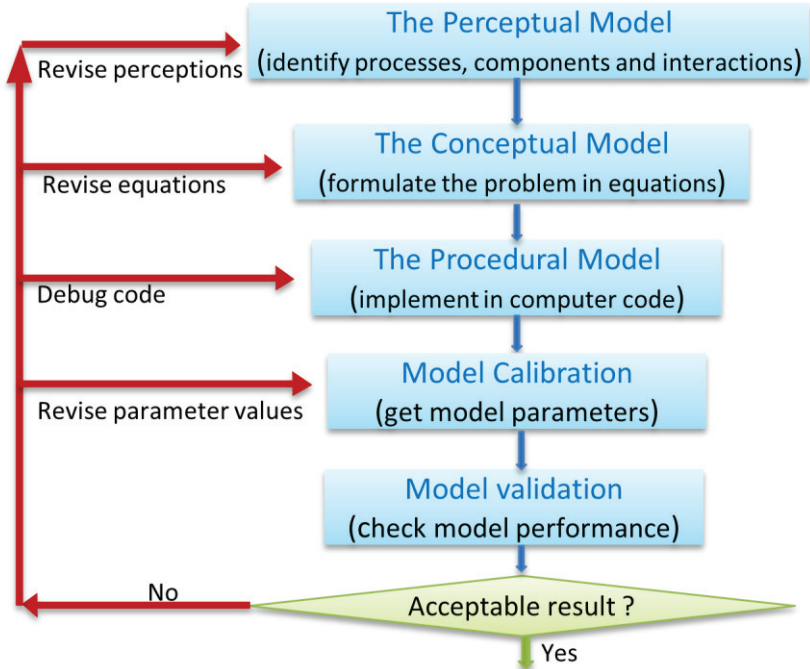 The Perceptual Model
(identify processes, components and interactions)
Revise perceptions
The Conceptual Model
(formulate the problem in equations)
Revise equations
The Procedural Model
(implement in computer code)
Debug code
Model Calibration
(get model parameters)
Revise parameter values
Model validation
(check model performance)
No
Acceptable result ?
Yes